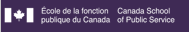 École de la fonction
publique du Canada
Canada School
of Public Service